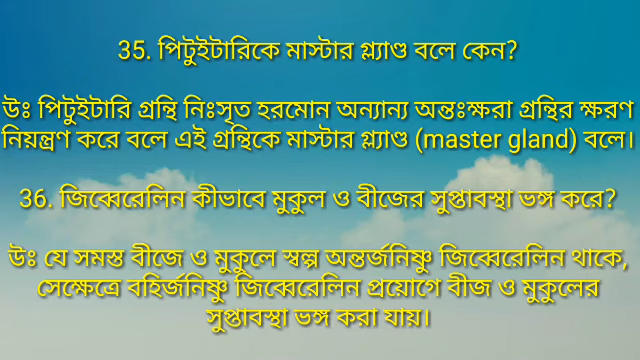 35. পিটুইটারিকে মাস্টার গ্ল্যাণ্ড বলে কেন?
উঃ পিটুইটারি গ্রন্থি নিঃসৃত হরমোন অন্যান্য অন্তঃক্ষরা গ্রন্থির ক্ষরণ
নিয়ন্ত্রণ করে বলে এই গ্রন্থিকে মাস্টার গ্ল্যাণ্ড (master gland) বলে।
36. জিব্বেরেলিন কীভাবে মুকুল ও বীজের সুপ্তাবস্থা ভঙ্গ করে?
উঃ যে সমস্ত বীজে ও মুকুলে স্বল্প অন্তর্জনিষ্ণু জিব্বেরেলিন থাকে,
সেক্ষেত্রে বহির্জনিষ্ণু জিব্বেরেলিন প্রয়োগে বীজ ও মুকুলের
সুপ্তাবস্থা ভঙ্গ করা যায়।